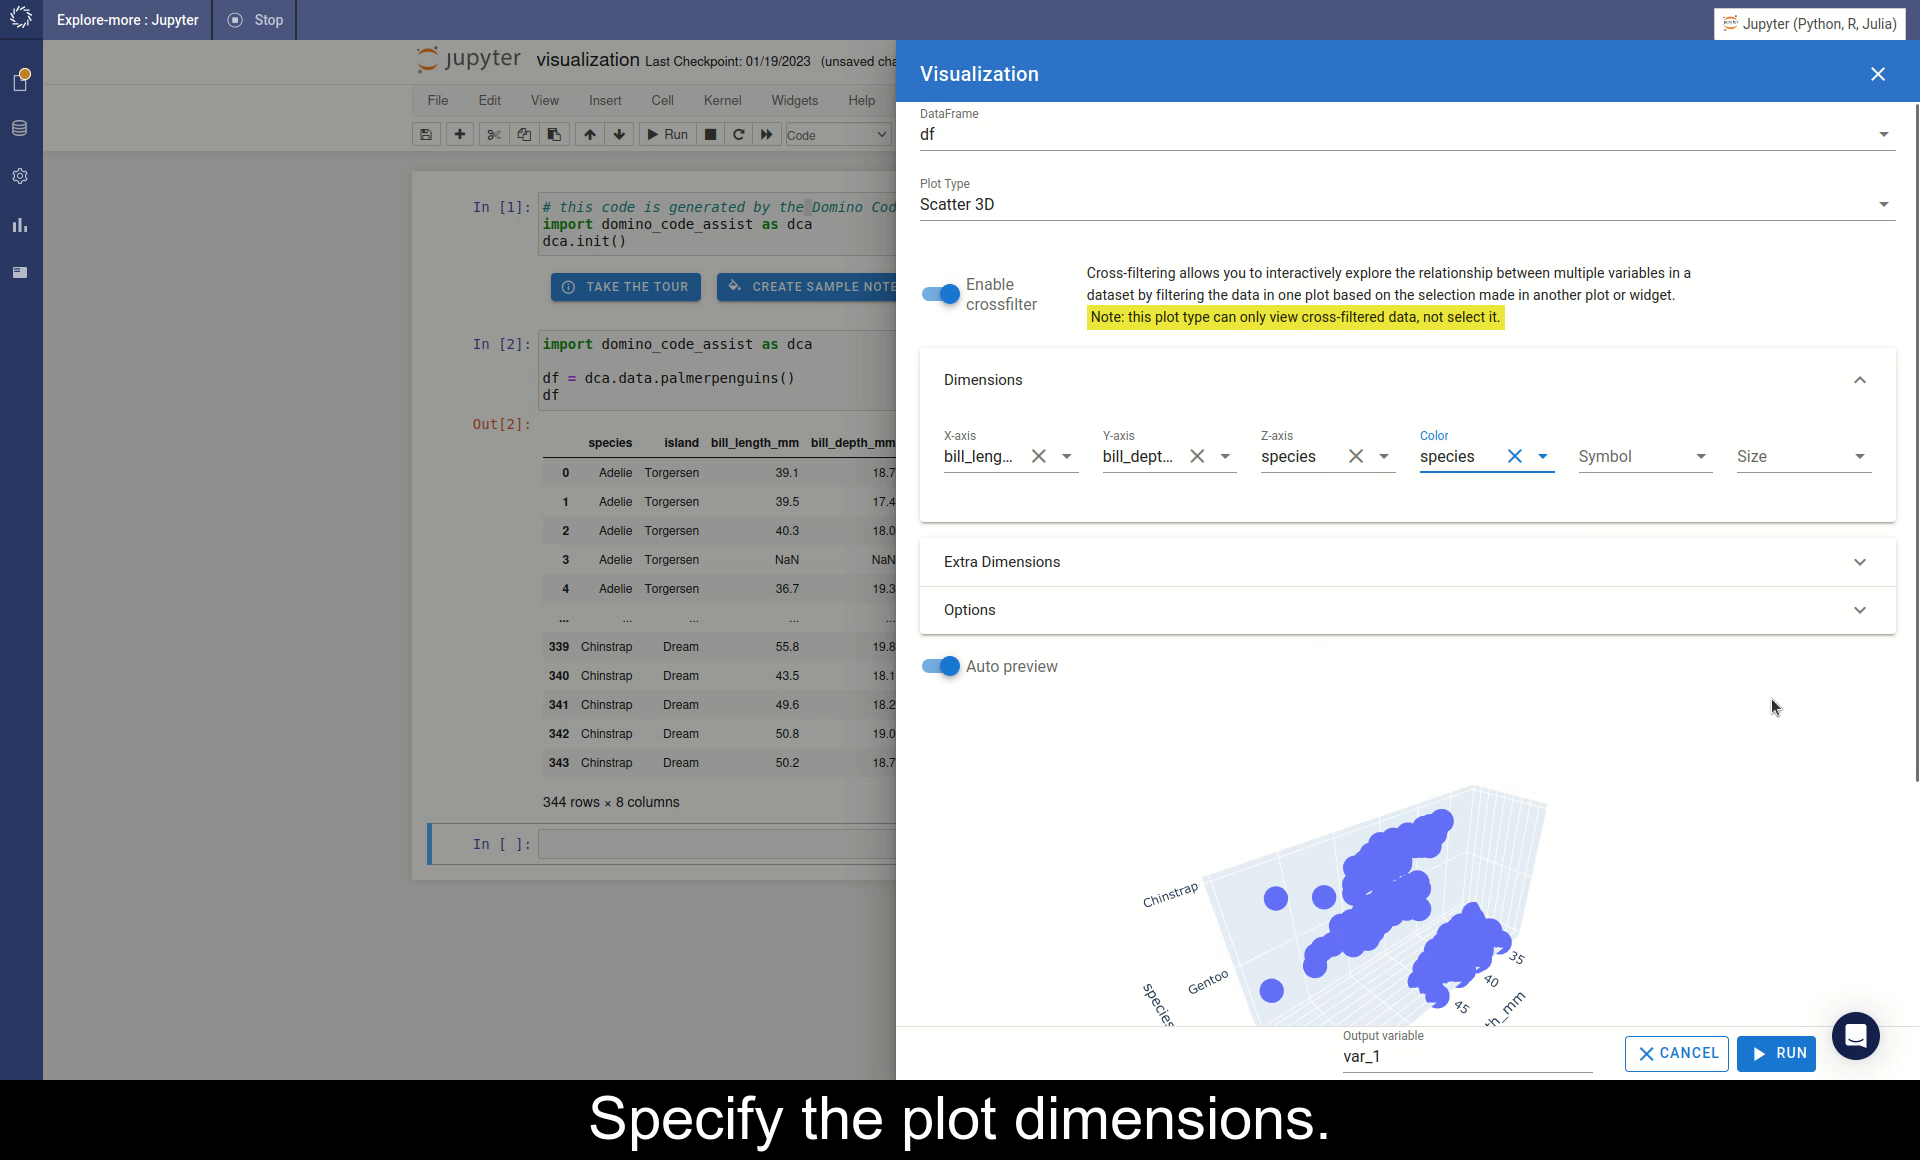 Explore-more : Jupyter
Stop
Jupyter (Python, R, Julia)
jupyter visualization Last Checkpoint: 01/19/2023 (unsaved cha
File Edit View Insert Cell Kernel Widgets Help
Run Code
In [1]: # this code is generated by the Domino Cod
import domino_code_assist as dca
dca.init()
TAKE THE TOUR CREATE SAMPLE NOTE
In [2]: import domino_code_assist as dca
df = dca.data.palmerpenguins()
df
Out[2]:
species island bill_length_mm bill_depth_mm
0 Adelie Torgersen 39.1 18.7
1 Adelie Torgersen 39.5 17.4
2 Adelie Torgersen 40.3 18.0
3 Adelie Torgersen NaN NaN
4 Adelie Torgersen 36.7 19.3
... ... ... ... ...
339 Chinstrap Dream 55.8 19.8
340 Chinstrap Dream 43.5 18.1
341 Chinstrap Dream 49.6 18.2
342 Chinstrap Dream 50.8 19.0
343 Chinstrap Dream 50.2 18.7
344 rows × 8 columns
In [ ]:
Visualization
DataFrame
df
Plot Type
Scatter 3D
Enable
crossfilter
Cross-filtering allows you to interactively explore the relationship between multiple variables in a
dataset by filtering the data in one plot based on the selection made in another plot or widget.
Note: this plot type can only view cross-filtered data, not select it.
Dimensions
X-axis Y-axis Z-axis Color
bill_leng... bill_dept... species species Symbol Size
Extra Dimensions
Options
Auto preview
Chinstrap
Gentoo
species
35
40
45
th_mm
Output variable
var_1
CANCEL
RUN
Specify the plot dimensions.